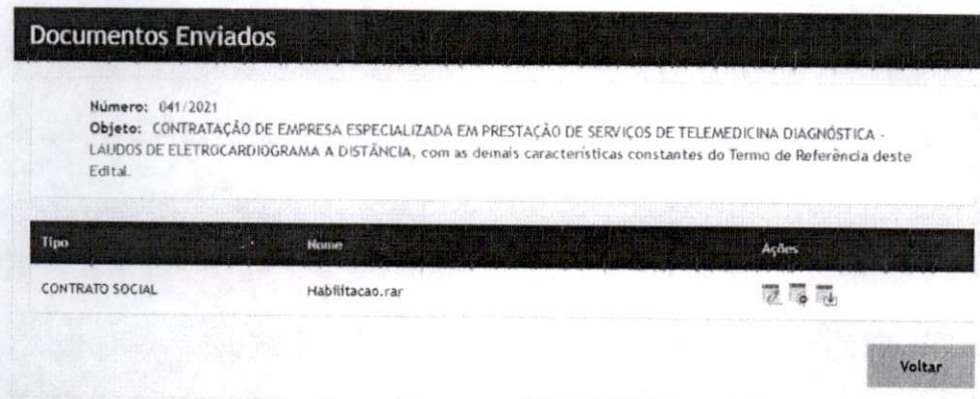 Documentos Enviados
Número: 041/2021
Objeto: CONTRATAÇÃO DE EMPRESA ESPECIALIZADA EM PRESTAÇÃO DE SERVIÇOS DE TELEMEDICINA DIAGNÓSTICA -
LAUDOS DE ELETROCARDIOGRAMA A DISTÂNCIA, com as demais características constantes do Termo de Referência deste
Edital.
Tipo Nome Ações
CONTRATO SOCIAL Habilitacao.rar
Voltar